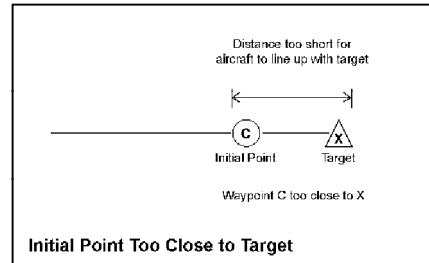 Distance too short for
aircraft to line up with target
C
X
Initial Point
Target
Waypoint C too close to X
Initial Point Too Close to Target